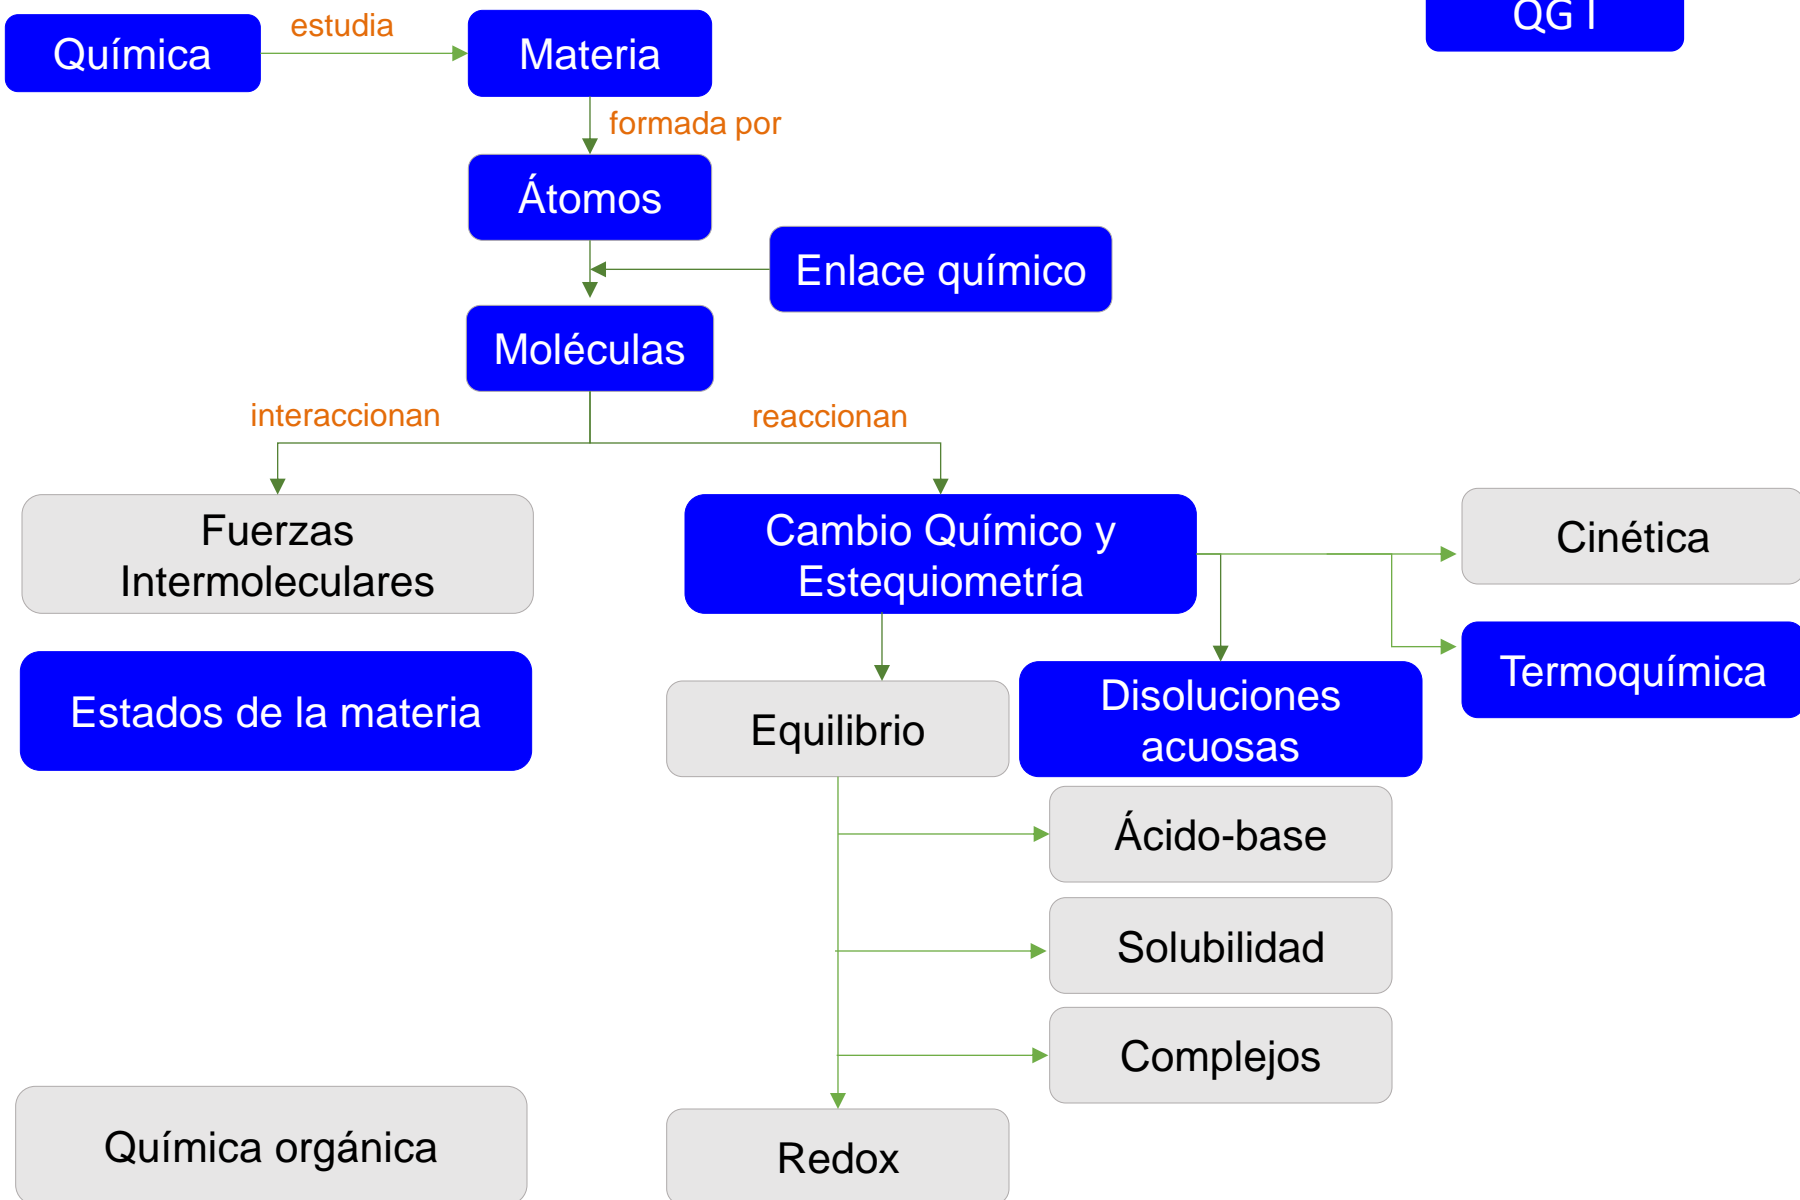 QG I
Química
estudia
Materia
formada por
Átomos
Enlace químico
Moléculas
interaccionan
reaccionan
Fuerzas
Intermoleculares
Cambio Químico y
Estequiometría
Cinética
Estados de la materia
Equilibrio
Disoluciones
acuosas
Termoquímica
Ácido-base
Solubilidad
Complejos
Química orgánica
Redox